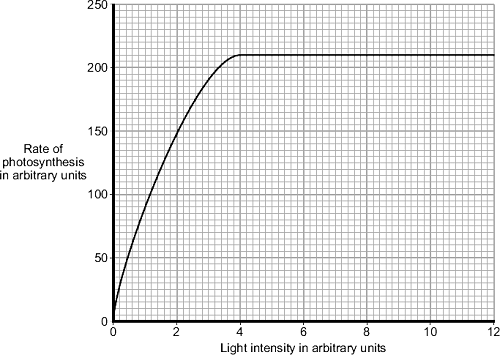 250
200
150
100
50
0
Rate of
photosynthesis
in arbitrary units
0 2 4 6 8 10 12
Light intensity in arbitrary units